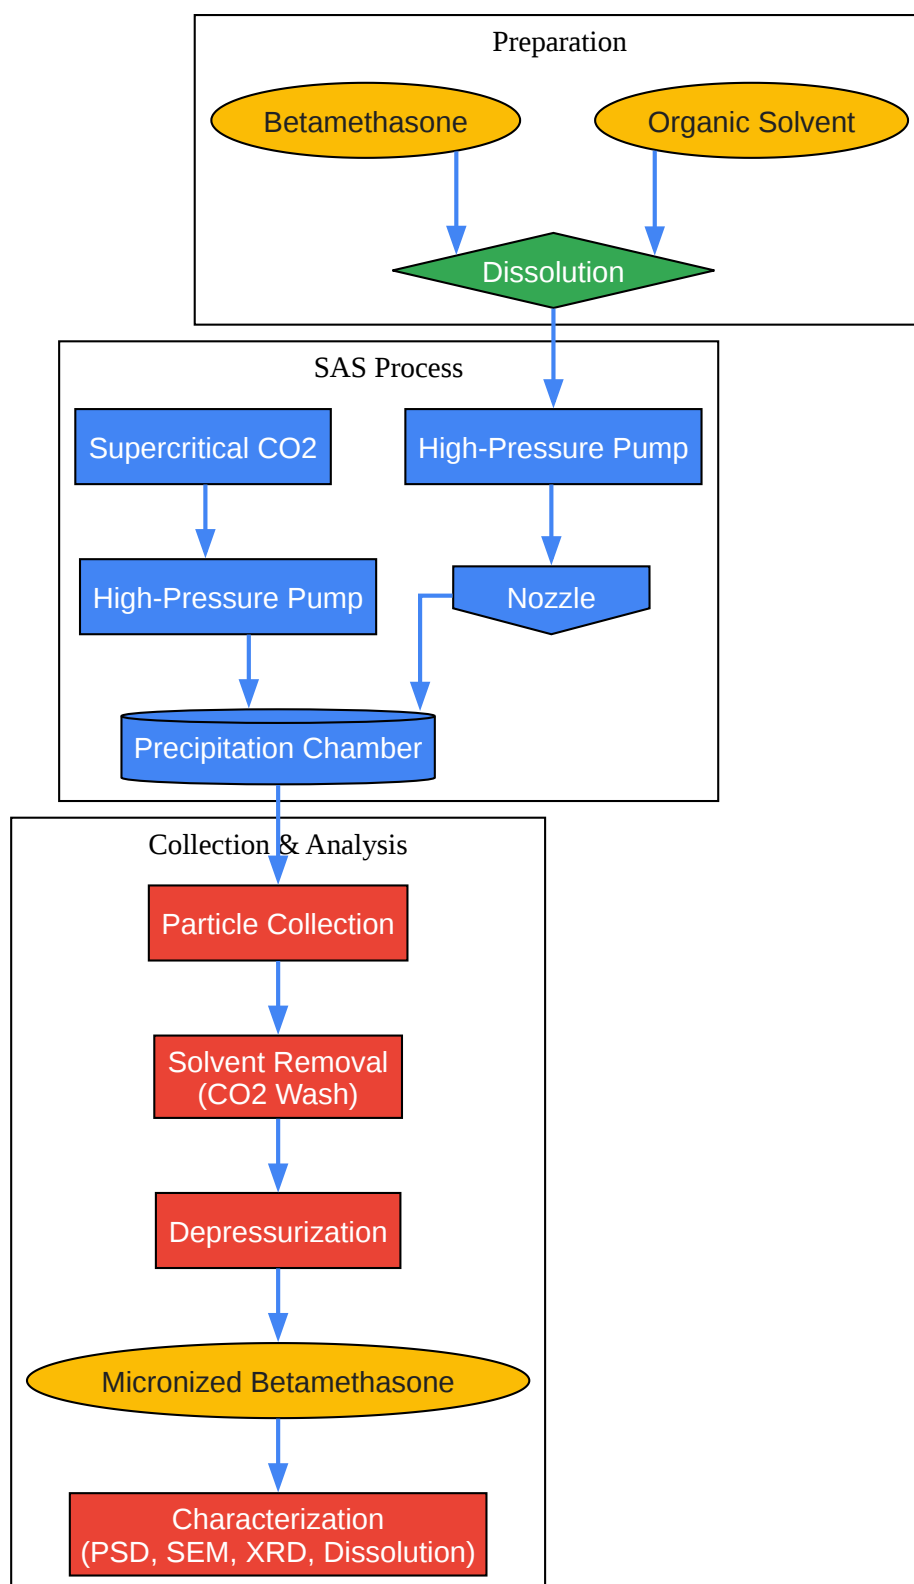 Preparation
Betamethasone
Organic Solvent
Dissolution
SAS Process
Supercritical CO2
High-Pressure Pump
High-Pressure Pump
Nozzle
Precipitation Chamber
Collection & Analysis
Particle Collection
Solvent Removal
(CO2 Wash)
Depressurization
Micronized Betamethasone
Characterization
(PSD, SEM, XRD, Dissolution)